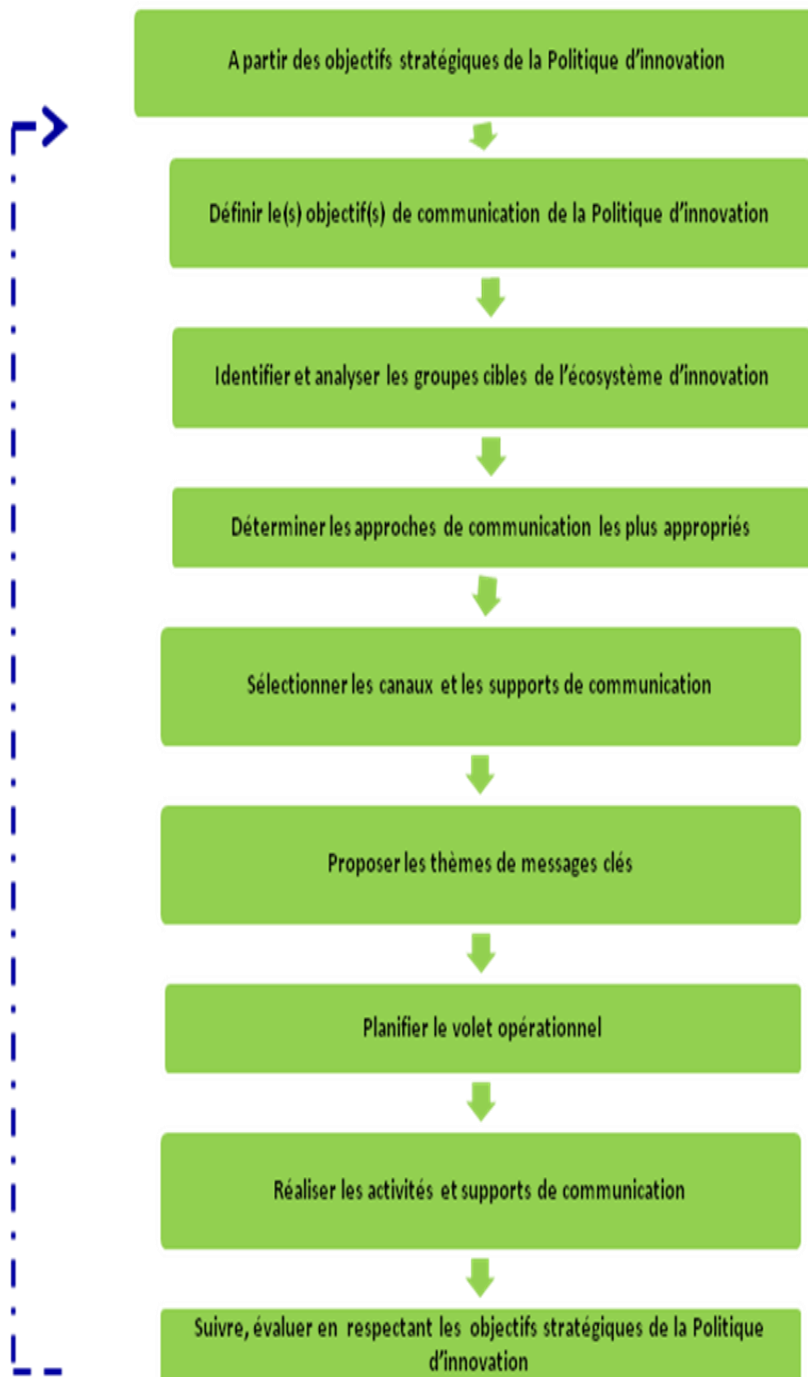 A partir des objectifs stratégiques de la Politique d'innovation
Définir le(s) objectif(s) de communication de la Politique d'innovation
Identifier et analyser les groupes cibles de l'écosystème d'innovation
Déterminer les approches de communication les plus appropriés
Sélectionner les canaux et les supports de communication
Proposer les thèmes de messages clés
Planifier le volet opérationnel
Réaliser les activités et supports de communication
Suivre, évaluer en respectant les objectifs stratégiques de la Politique
d'innovation